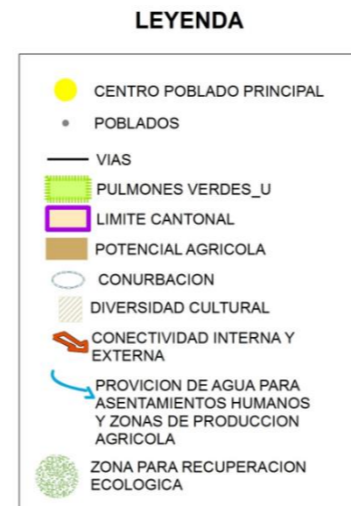 LEYENDA
CENTRO POBLADO PRINCIPAL
POBLADOS
VIAS
PULMONES VERDES_U
LIMITE CANTONAL
POTENCIAL AGRICOLA
CONURBACION
DIVERSIDAD CULTURAL
CONECTIVIDAD INTERNA Y
EXTERNA
PROVICION DE AGUA PARA
ASENTAMIENTOS HUMANOS
Y ZONAS DE PRODUCCION
AGRICOLA
ZONA PARA RECUPERACION
ECOLOGICA